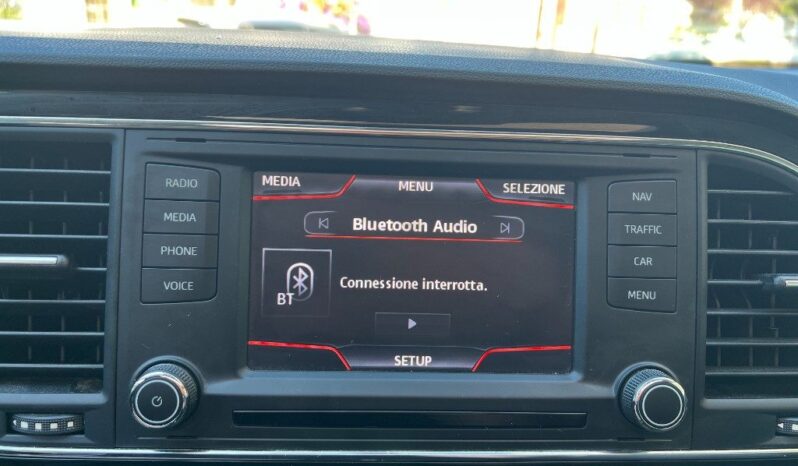 RADIO
MEDIA
PHONE
VOICE
MEDIA MENU SELEZIONE
Bluetooth Audio
BT
Connessione interrotta.
SETUP
NAV
TRAFFIC
CAR
MENU